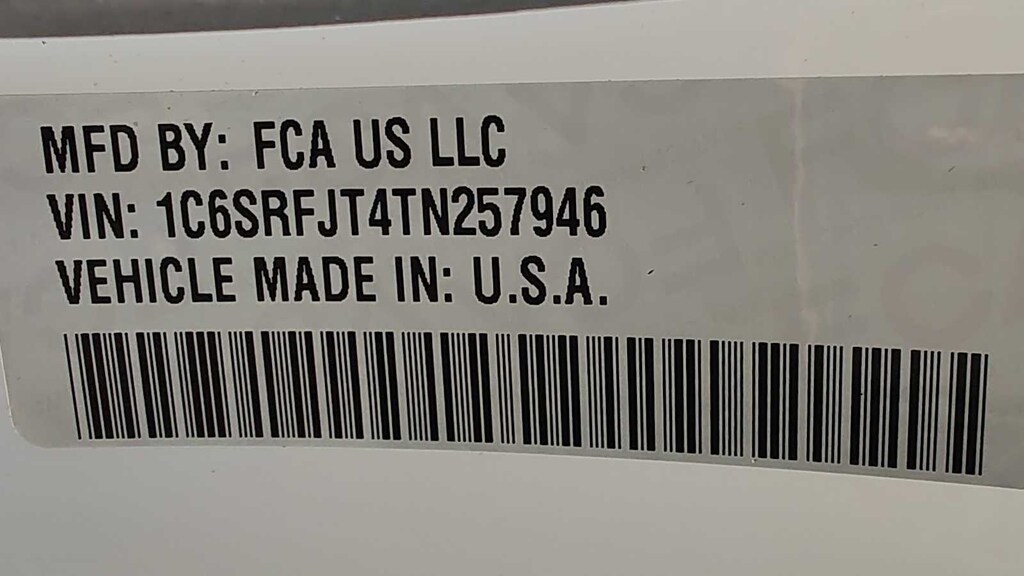 MFD BY: FCA US LLC
VIN: 1C6SRFJT4TN257946
VEHICLE MADE IN: U.S.A.